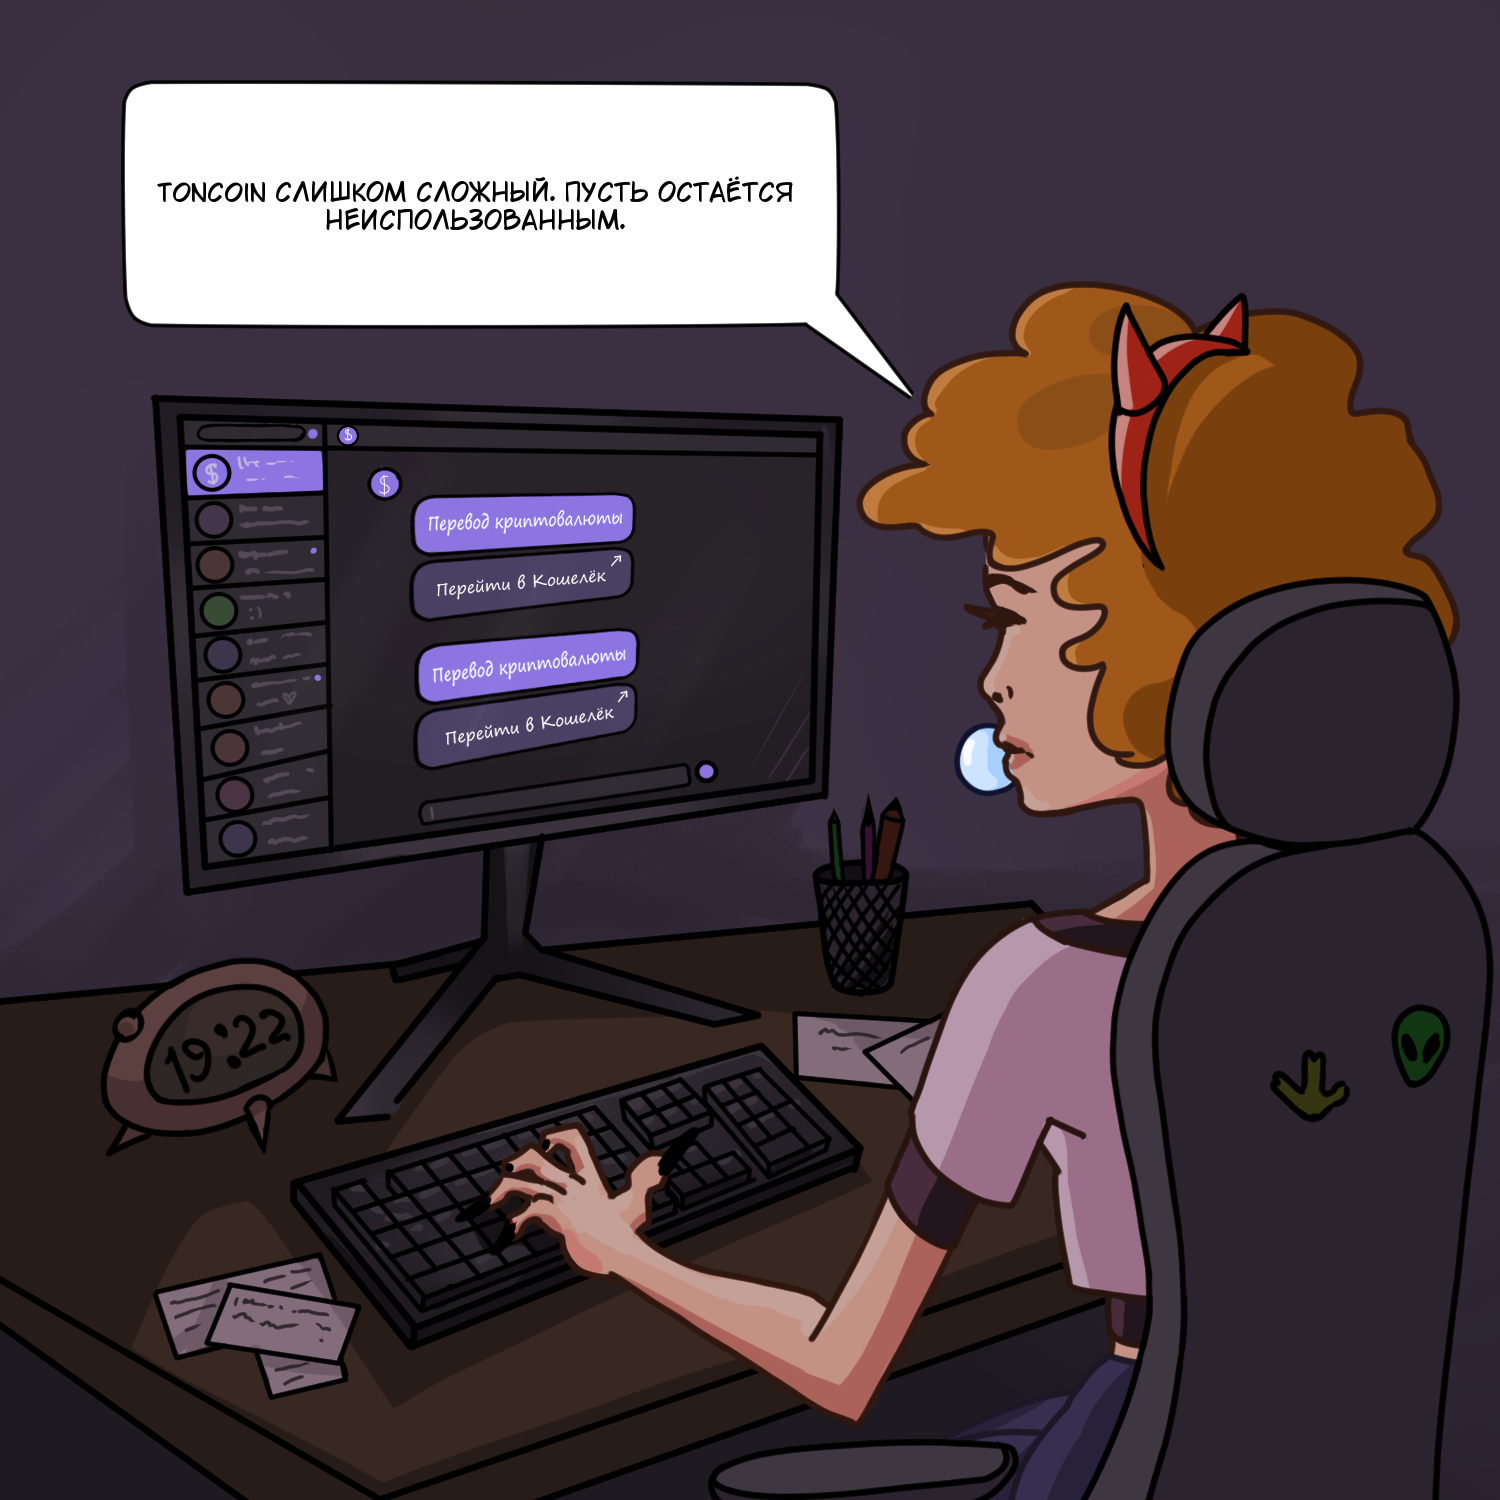 TONCOIN СЛИШКОМ СЛОЖНЫЙ. ПУСТЬ ОСТАЁТСЯ
НЕИСПОЛЬЗОВАННЫМ.
$
$
$
Перевод криптовалюты
Перейти в Кошелёк
:)
Перевод криптовалюты
Перейти в Кошелёк
19:22